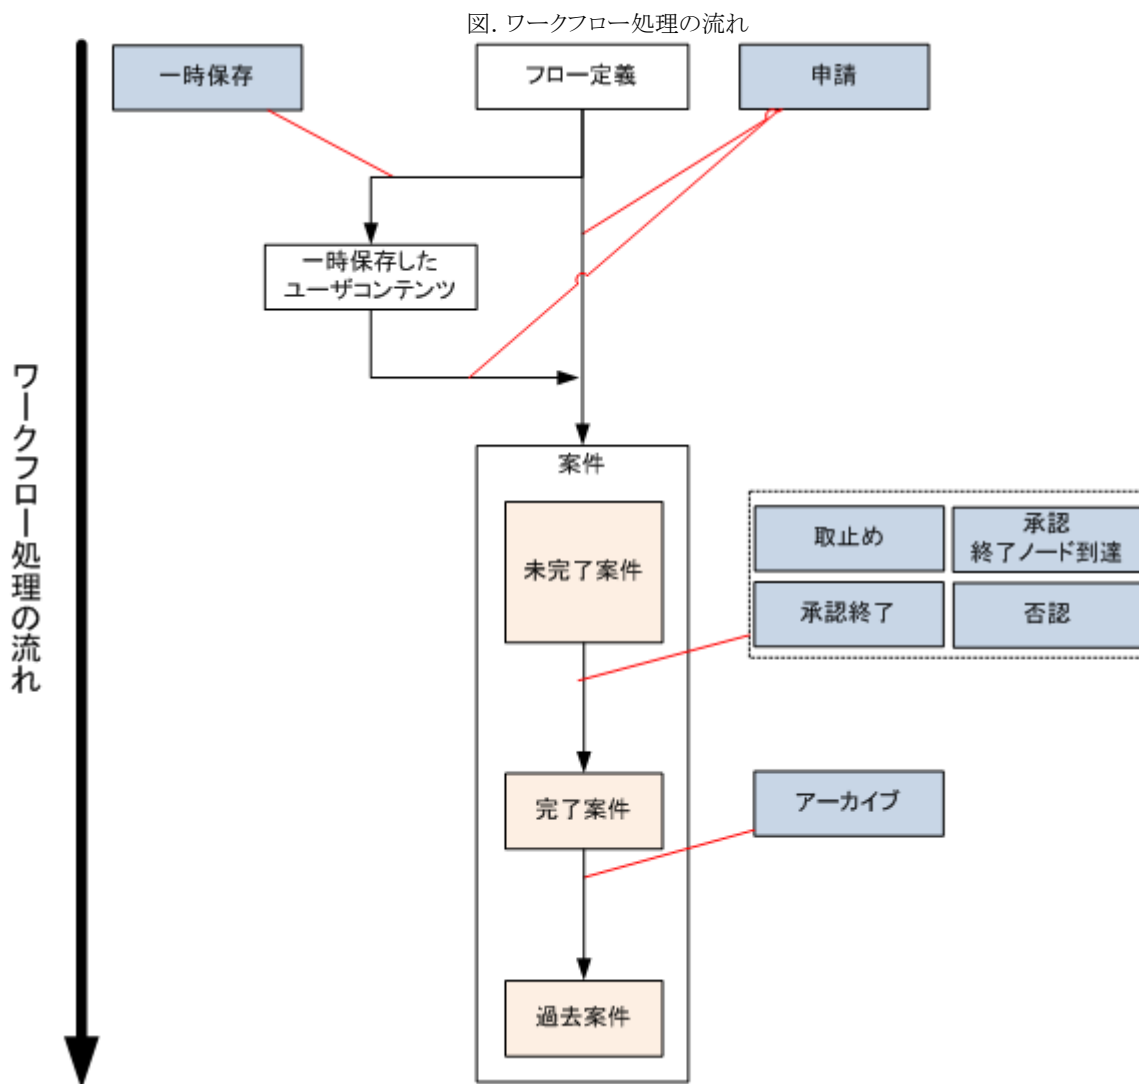 図. ワークフロー処理の流れ
一時保存
フロー定義
申請
一時保存した
ユーザコンテンツ
ワークフロー処理の流れ
案件
未完了案件
取止め
承認
終了ノード到達
承認終了
否認
完了案件
アーカイブ
過去案件